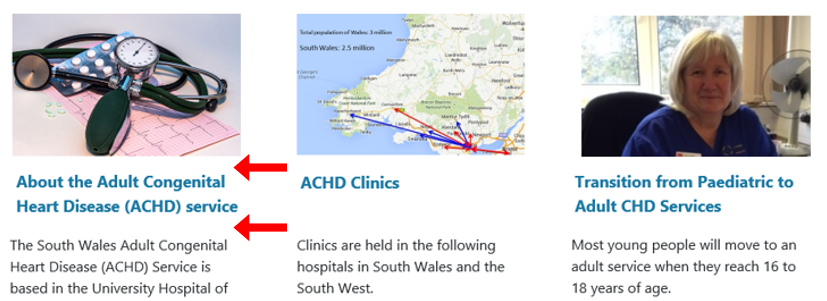 Total population of Wales: 3 million
South Wales: 2.5 million
About the Adult Congenital
Heart Disease (ACHD) service
The South Wales Adult Congenital
Heart Disease (ACHD) Service is
based in the University Hospital of
ACHD Clinics
Clinics are held in the following
hospitals in South Wales and the
South West.
Transition from Paediatric to
Adult CHD Services
Most young people will move to an
adult service when they reach 16 to
18 years of age.